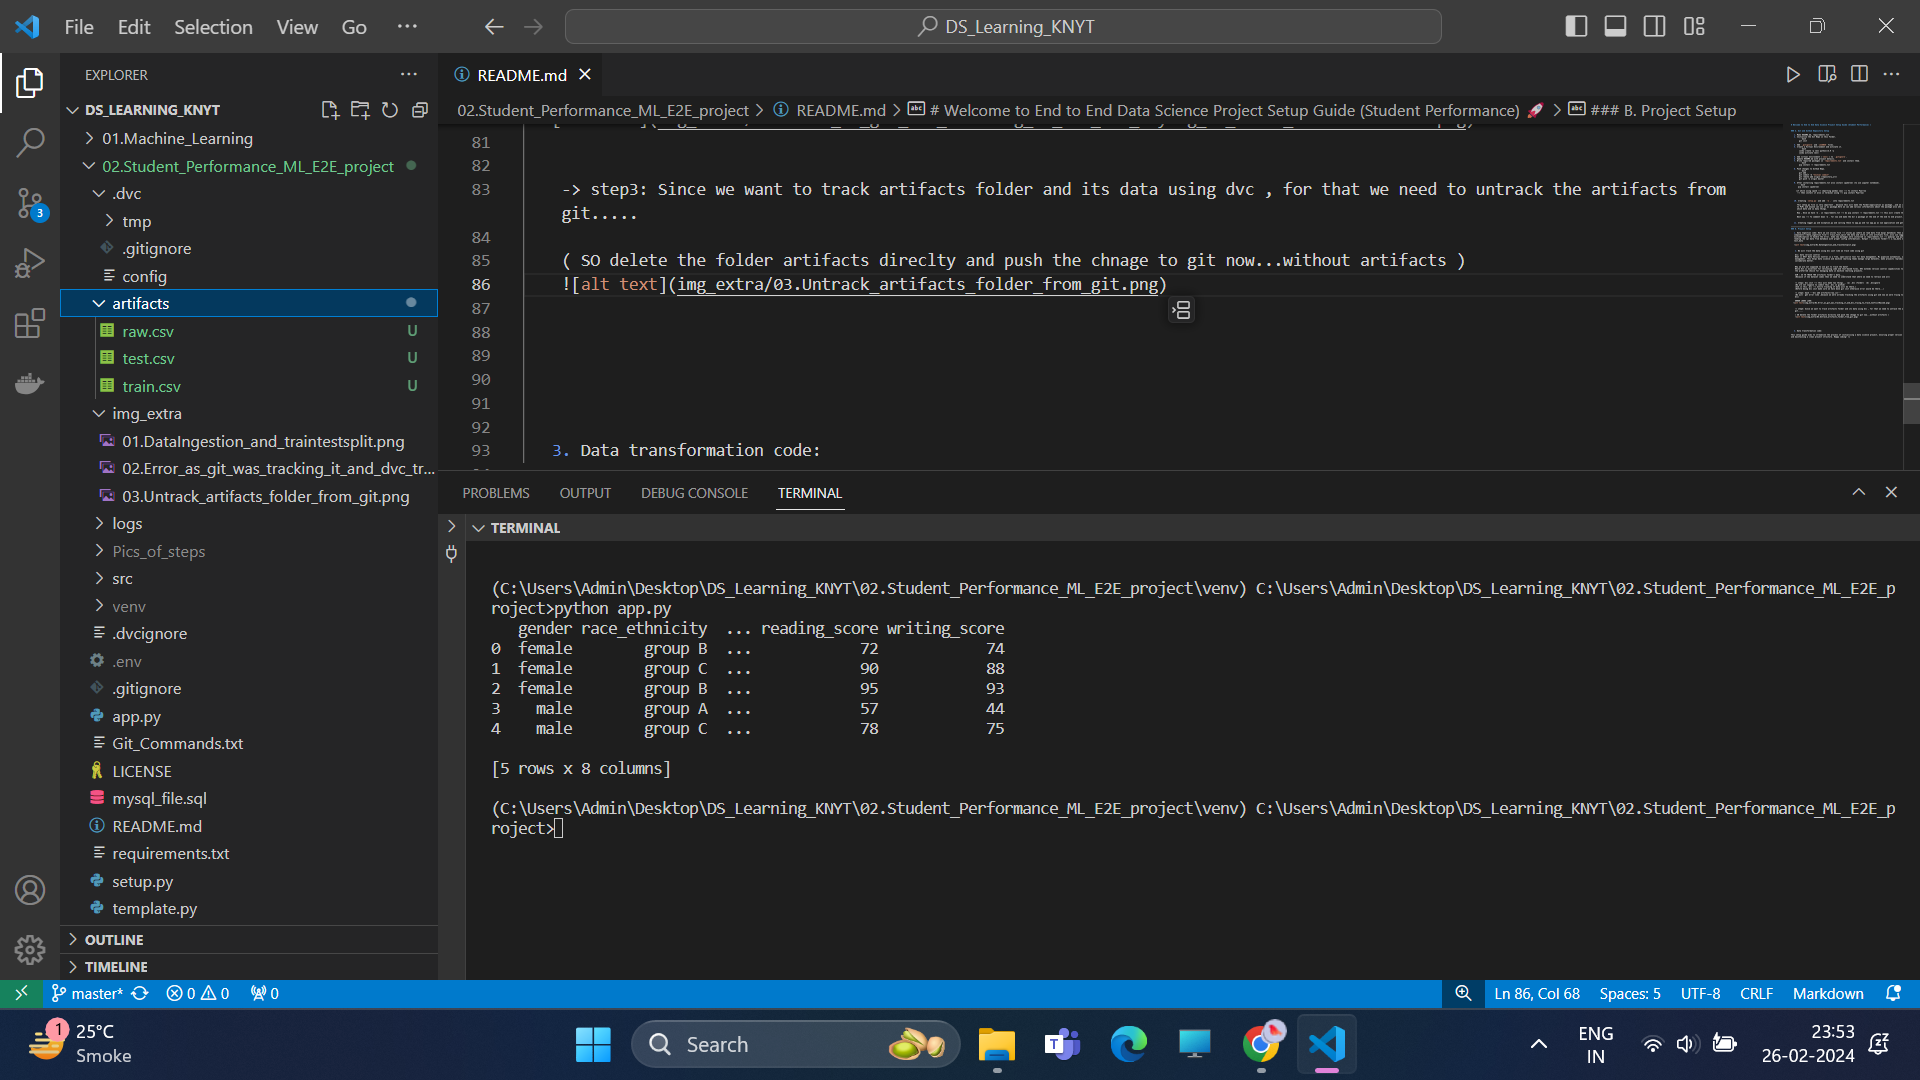 File Edit Selection View Go ···
DS_Learning_KNYT
EXPLORER
DS_LEARNING_KNYT
01.Machine_Learning
02.Student_Performance_ML_E2E_project
.dvc
tmp
.gitignore
config
artifacts
raw.csv U
test.csv U
train.csv U
img_extra
01.DataIngestion_and_traintestsplit.png
02.Error_as_git_was_tracking_it_and_dvc_tr...
03.Untrack_artifacts_folder_from_git.png
logs
Pics_of_steps
src
venv
.dvcignore
.env
.gitignore
app.py
Git_Commands.txt
LICENSE
mysql_file.sql
README.md
requirements.txt
setup.py
template.py
OUTLINE
TIMELINE
3
README.md
02.Student_Performance_ML_E2E_project > README.md > # Welcome to End to End Data Science Project Setup Guide (Student Performance) 🚀 > ### B. Project Setup
81
82
83 -> step3: Since we want to track artifacts folder and its data using dvc , for that we need to untrack the artifacts from
git.....
84
85 ( SO delete the folder artifacts direclty and push the chnage to git now...without artifacts )
86 ![alt text](img_extra/03.Untrack_artifacts_folder_from_git.png)
87
88
89
90
91
92
93 3. Data transformation code:
PROBLEMS OUTPUT DEBUG CONSOLE TERMINAL
TERMINAL
(C:\Users\Admin\Desktop\DS_Learning_KNYT\02.Student_Performance_ML_E2E_project\venv) C:\Users\Admin\Desktop\DS_Learning_KNYT\02.Student_Performance_ML_E2E_p
roject>python app.py
gender race_ethnicity ... reading_score writing_score
0 female group B ... 72 74
1 female group C ... 90 88
2 female group B ... 95 93
3 male group A ... 57 44
4 male group C ... 78 75
[5 rows x 8 columns]
(C:\Users\Admin\Desktop\DS_Learning_KNYT\02.Student_Performance_ML_E2E_project\venv) C:\Users\Admin\Desktop\DS_Learning_KNYT\02.Student_Performance_ML_E2E_p
roject>
master* 0 0 0
Ln 86, Col 68 Spaces: 5 UTF-8 CRLF Markdown
1
25°C
Smoke
Search
ENG
IN
23:53
26-02-2024